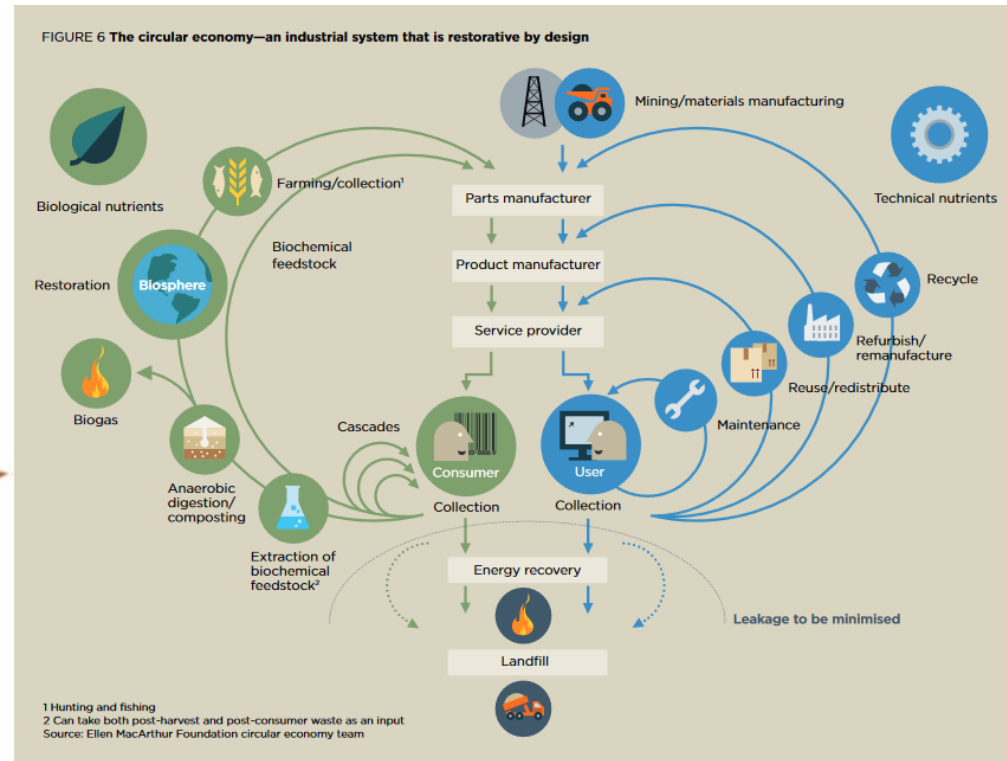 FIGURE 6 The circular economy—an industrial system that is restorative by design
Mining/materials manufacturing
Biological nutrients
Farming/collection¹
Parts manufacturer
Technical nutrients
Biochemical
feedstock
Restoration
Biosphere
Product manufacturer
Recycle
Service provider
Refurbish/
remanufacture
Reuse/redistribute
Biogas
Cascades
Maintenance
Consumer
User
Anaerobic
digestion/
composting
Collection
Collection
Extraction of
biochemical
feedstock²
Energy recovery
Leakage to be minimised
Landfill
1 Hunting and fishing
2 Can take both post-harvest and post-consumer waste as an input
Source: Ellen MacArthur Foundation circular economy team